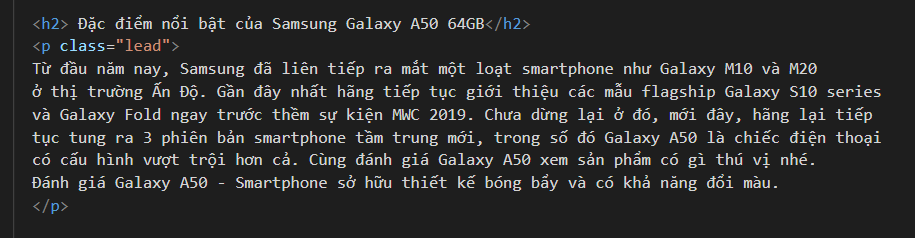 <h2> Đặc điểm nổi bật của Samsung Galaxy A50 64GB</h2>
<p class="lead">
Từ đầu năm nay, Samsung đã liên tiếp ra mắt một loạt smartphone như Galaxy M10 và M20
ở thị trường Ấn Độ. Gần đây nhất hãng tiếp tục giới thiệu các mẫu flagship Galaxy S10 series
và Galaxy Fold ngay trước thềm sự kiện MWC 2019. Chưa dừng lại ở đó, mới đây, hãng lại tiếp
tục tung ra 3 phiên bản smartphone tầm trung mới, trong số đó Galaxy A50 là chiếc điện thoại
có cấu hình vượt trội hơn cả. Cùng đánh giá Galaxy A50 xem sản phẩm có gì thú vị nhé.
Đánh giá Galaxy A50 - Smartphone sở hữu thiết kế bóng bẩy và có khả năng đổi màu.
</p>